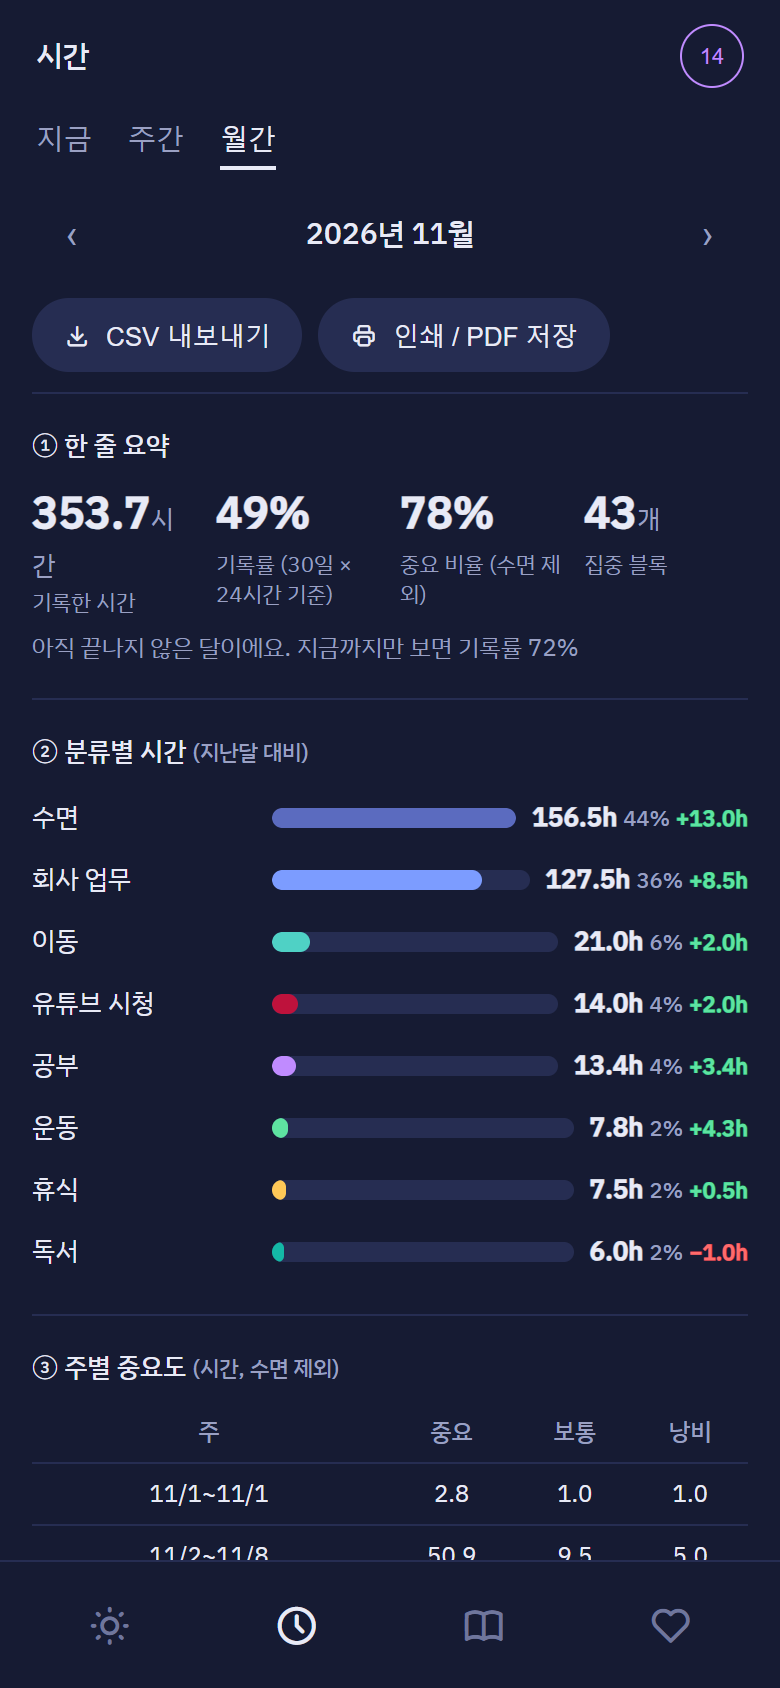 시간
14
지금 주간 월간
‹ 2026년 11월 ›
CSV 내보내기 인쇄 / PDF 저장
① 한 줄 요약
353.7시간 49% 78% 43개
기록한 시간 기록률 (30일 × 24시간 기준) 중요 비율 (수면 제외) 집중 블록
아직 끝나지 않은 달이에요. 지금까지만 보면 기록률 72%
② 분류별 시간 (지난달 대비)
수면 156.5h 44% +13.0h
회사 업무 127.5h 36% +8.5h
이동 21.0h 6% +2.0h
유튜브 시청 14.0h 4% +2.0h
공부 13.4h 4% +3.4h
운동 7.8h 2% +4.3h
휴식 7.5h 2% +0.5h
독서 6.0h 2% −1.0h
③ 주별 중요도 (시간, 수면 제외)
주 중요 보통 낭비
11/1~11/1 2.8 1.0 1.0
11/2~11/8 50.9 9.5 5.0